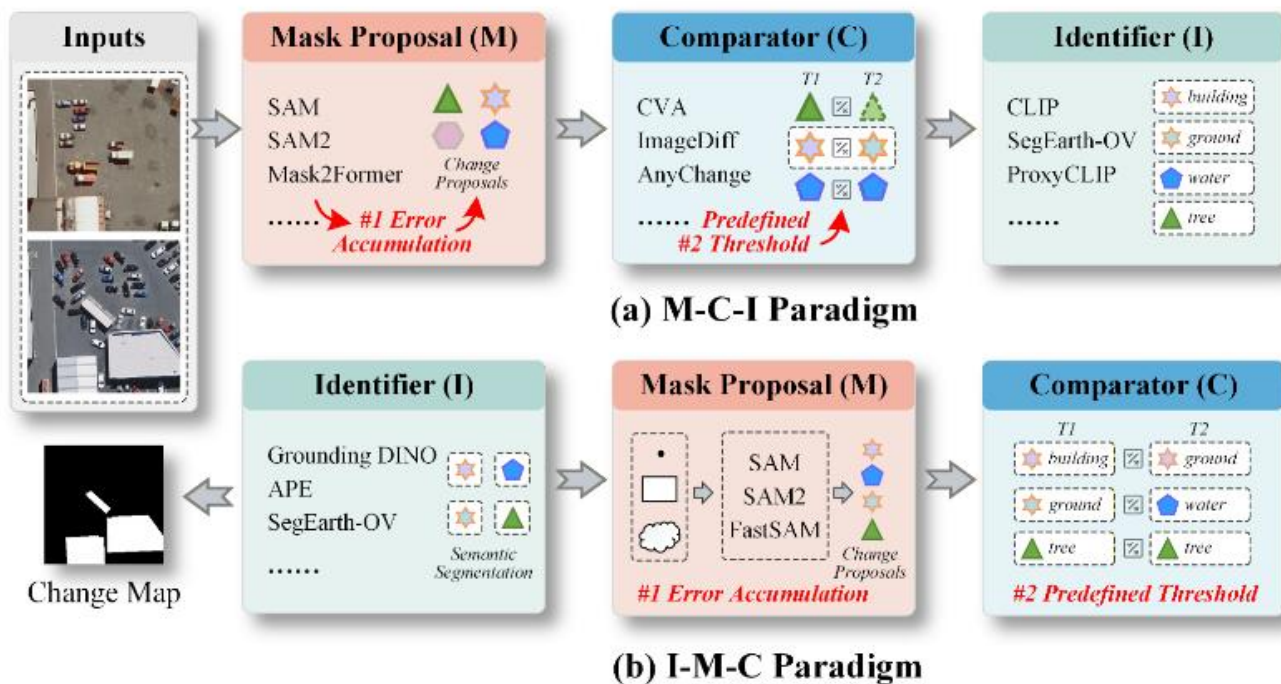 Inputs
Mask Proposal (M)
SAM
SAM2
Mask2Former
......
Change
Proposals
#1 Error
Accumulation
Comparator (C)
T1
T2
CVA
ImageDiff
AnyChange
......
Predefined
#2 Threshold
Identifier (I)
CLIP
SegEarth-OV
ProxyCLIP
......
building
ground
water
tree
(a) M-C-I Paradigm
Change Map
Identifier (I)
Grounding DINO
APE
SegEarth-OV
......
Semantic
Segmentation
Mask Proposal (M)
SAM
SAM2
FastSAM
Change
Proposals
#1 Error Accumulation
Comparator (C)
T1
T2
building
ground
ground
water
tree
tree
#2 Predefined Threshold
(b) I-M-C Paradigm